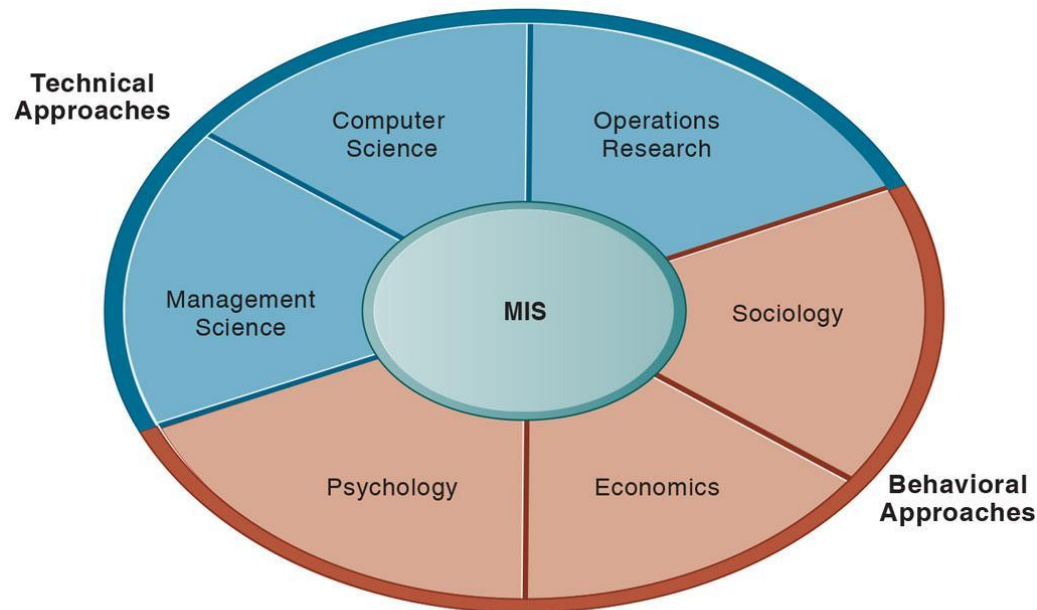 Technical
Approaches
Computer
Science
Operations
Research
Management
Science
MIS
Sociology
Psychology
Economics
Behavioral
Approaches